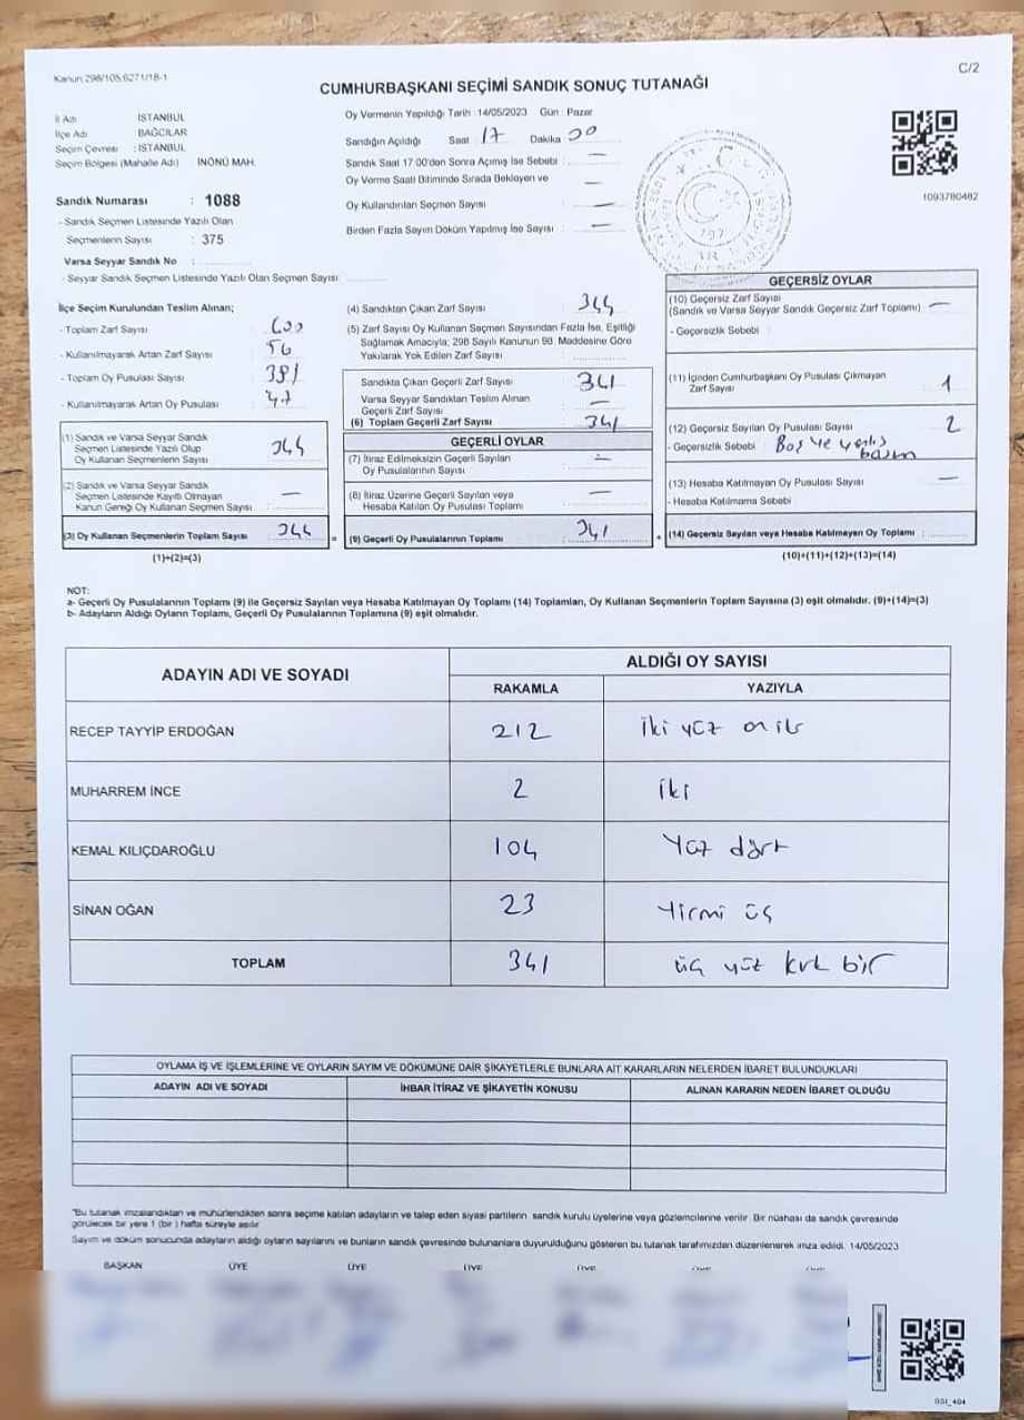 Kanun 298/105.6271/18-1
C/2
CUMHURBAŞKANI SEÇİMİ SANDIK SONUÇ TUTANAĞI
İl Adı İSTANBUL
İlçe Adı : BAĞCILAR
Seçim Çevresi : İSTANBUL
Seçim Bölgesi (Mahalle Adı) İNÖNÜ MAH.
Sandık Numarası : 1088
- Sandık Seçmen Listesinde Yazılı Olan
Seçmenlerin Sayısı : 375
Varsa Seyyar Sandık No :
- Seyyar Sandık Seçmen Listesinde Yazılı Olan Seçmen Sayısı:
Oy Vermenin Yapıldığı Tarih : 14/05/2023 Gün : Pazar
Sandığın Açıldığı Saat 17 Dakika 00
Sandık Saat 17.00'den Sonra Açımış İse Sebebi : —
Oy Verme Saati Bitiminde Sırada Bekleyen ve —
Oy Kullandırılan Seçmen Sayısı : —
Birden Fazla Sayım Döküm Yapılmış İse Sayısı : —
1093780482
İlçe Seçim Kurulundan Teslim Alınan;
- Toplam Zarf Sayısı : 400
- Kullanılmayarak Artan Zarf Sayısı : 56
- Toplam Oy Pusulası Sayısı : 391
- Kullanılmayarak Artan Oy Pusulası : 47
(1) Sandık ve Varsa Seyyar Sandık
Seçmen Listesinde Yazılı Olup
Oy Kullanan Seçmenlerin Sayısı 344
(2) Sandık ve Varsa Seyyar Sandık
Seçmen Listesinde Kayıtlı Olmayan
Kanun Gereği Oy Kullanan Seçmen Sayısı : —
(3) Oy Kullanan Seçmenlerin Toplam Sayısı : 344
(1)+(2)=(3)
(4) Sandıktan Çıkan Zarf Sayısı : 344
(5) Zarf Sayısı Oy Kullanan Seçmen Sayısından Fazla İse, Eşitliği
Sağlamak Amacıyla; 298 Sayılı Kanunun 98. Maddesine Göre
Yakılarak Yok Edilen Zarf Sayısı :
Sandıkta Çıkan Geçerli Zarf Sayısı : 341
Varsa Seyyar Sandıktan Teslim Alınan
Geçerli Zarf Sayısı : —
(6) Toplam Geçerli Zarf Sayısı : 341
GEÇERLİ OYLAR
(7) İtiraz Edilmeksizin Geçerli Sayılan
Oy Pusulalarının Sayısı : —
(8) İtiraz Üzerine Geçerli Sayılan veya
Hesaba Katılan Oy Pusulası Toplamı : —
= (9) Geçerli Oy Pusulalarının Toplamı : 341
GEÇERSİZ OYLAR
(10) Geçersiz Zarf Sayısı
(Sandık ve Varsa Seyyar Sandık Geçersiz Zarf Toplamı) : —
- Geçersizlik Sebebi :
(11) İçinden Cumhurbaşkanı Oy Pusulası Çıkmayan
Zarf Sayısı : 1
(12) Geçersiz Sayılan Oy Pusulası Sayısı : 2
- Geçersizlik Sebebi Boş ve yanlış
basım
(13) Hesaba Katılmayan Oy Pusulası Sayısı : —
- Hesaba Katılmama Sebebi :
+ (14) Geçersiz Sayılan veya Hesaba Katılmayan Oy Toplamı :
(10)+(11)+(12)+(13)=(14)
NOT:
a- Geçerli Oy Pusulalarının Toplamı (9) ile Geçersiz Sayılan veya Hesaba Katılmayan Oy Toplamı (14) Toplamları, Oy Kullanan Seçmenlerin Toplam Sayısına (3) eşit olmalıdır. (9)+(14)=(3)
b- Adayların Aldığı Oyların Toplamı, Geçerli Oy Pusulalarının Toplamına (9) eşit olmalıdır.
ADAYIN ADI VE SOYADI ALDIĞI OY SAYISI
RAKAMLA YAZIYLA
RECEP TAYYİP ERDOĞAN 212 iki yüz on iki
MUHARREM İNCE 2 iki
KEMAL KILIÇDAROĞLU 104 Yüz dört
SİNAN OĞAN 23 Yirmi üç
TOPLAM 341 üç yüz kırk bir
OYLAMA İŞ VE İŞLEMLERİNE VE OYLARIN SAYIM VE DÖKÜMÜNE DAİR ŞİKAYETLERLE BUNLARA AİT KARARLARIN NELERDEN İBARET BULUNDUKLARI
ADAYIN ADI VE SOYADI İHBAR İTİRAZ VE ŞİKAYETİN KONUSU ALINAN KARARIN NEDEN İBARET OLDUĞU
"Bu tutanak imzalandıktan ve mühürlendikten sonra seçime katılan adayların ve talep eden siyasi partilerin sandık kurulu üyelerine veya gözlemcilerine verilir. Bir nüshası da sandık çevresinde
görülecek bir yere 1 (bir) hafta süreyle asılır.
Sayım ve döküm sonucunda adayların aldığı oyların sayılarını ve bunların sandık çevresinde bulunanlara duyurulduğunu gösteren bu tutanak tarafımızdan düzenlenerek imza edildi. 14/05/2023
BAŞKAN ÜYE ÜYE ÜYE ÜYE